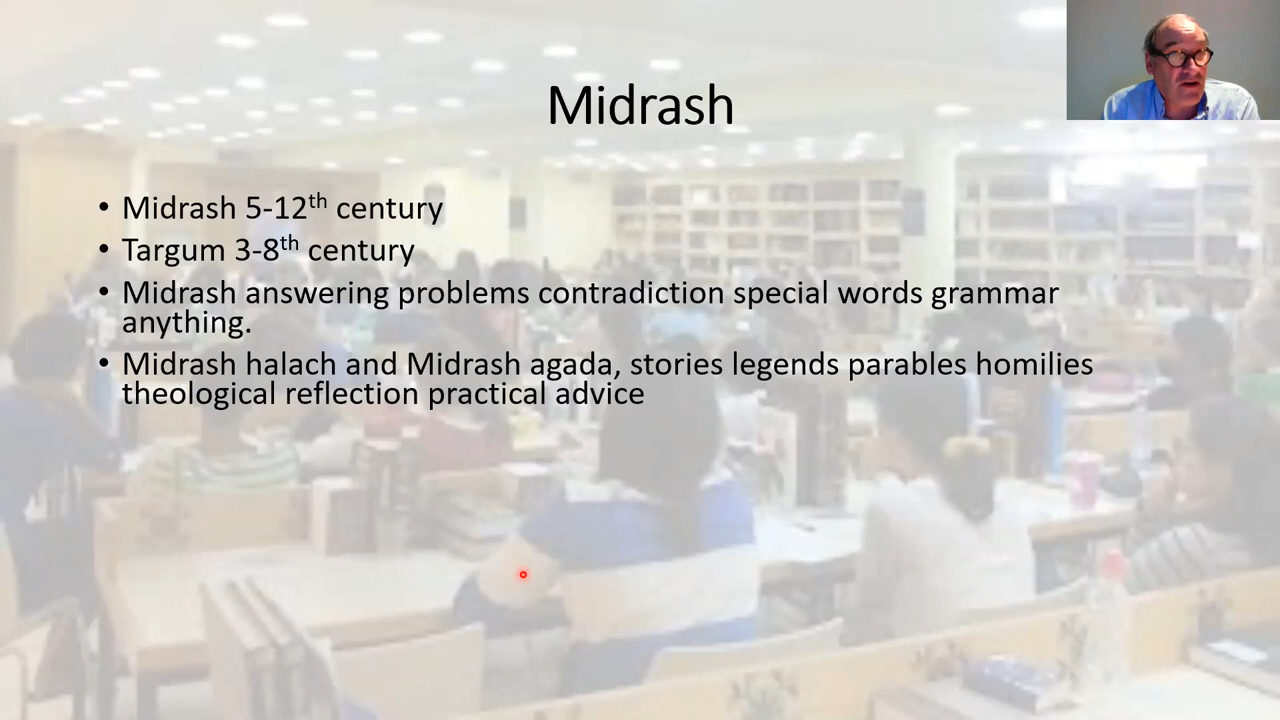 Midrash
• Midrash 5-12th century
• Targum 3-8th century
• Midrash answering problems contradiction special words grammar
anything.
• Midrash halach and Midrash agada, stories legends parables homilies
theological reflection practical advice